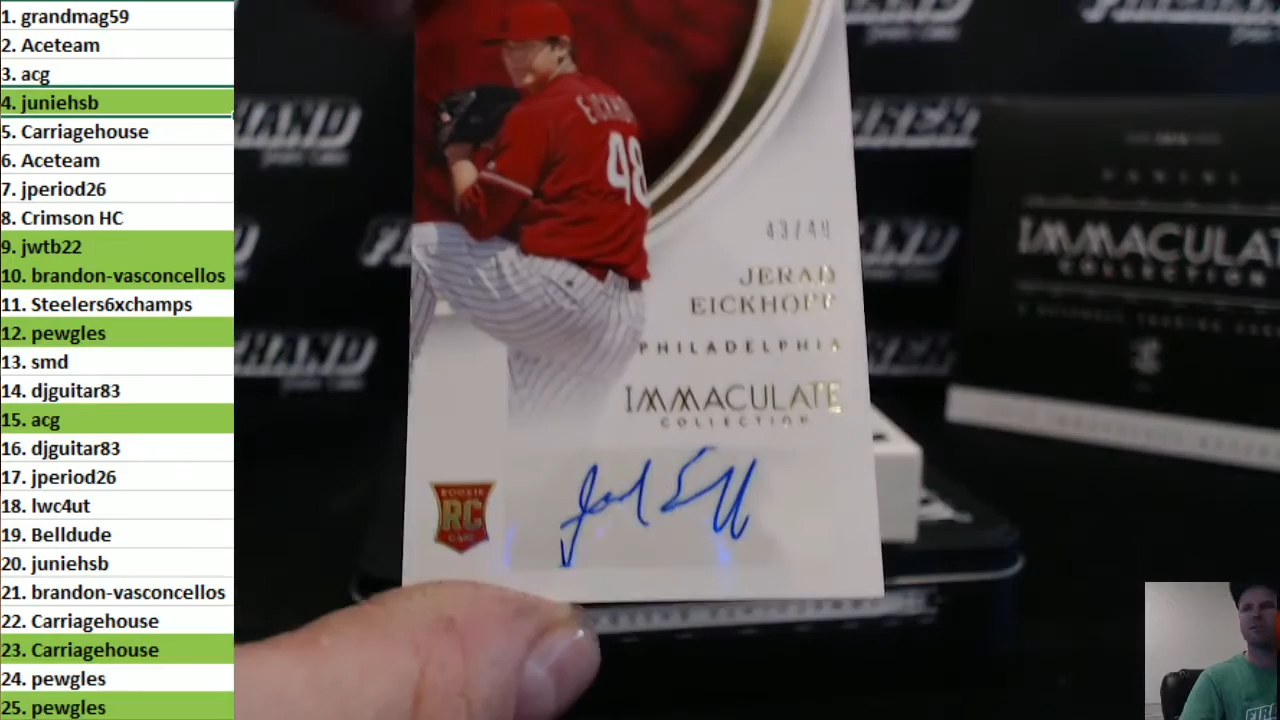 1. grandmag59
2. Aceteam
3. acg
4. juniehsb
5. Carriagehouse
6. Aceteam
7. jperiod26
8. Crimson HC
9. jwtb22
10. brandon-vasconcellos
11. Steelers6xchamps
12. pewgles
13. smd
14. djguitar83
15. acg
16. djguitar83
17. jperiod26
18. lwc4ut
19. Belldude
20. juniehsb
21. brandon-vasconcellos
22. Carriagehouse
23. Carriagehouse
24. pewgles
25. pewgles
48
43/49
JERAD
EICKHOFF
PHILADELPHIA
IMMACULATE
COLLECTION
ROOKIE
RC
CARD
PANINI
IMMACULATE
COLLECTION